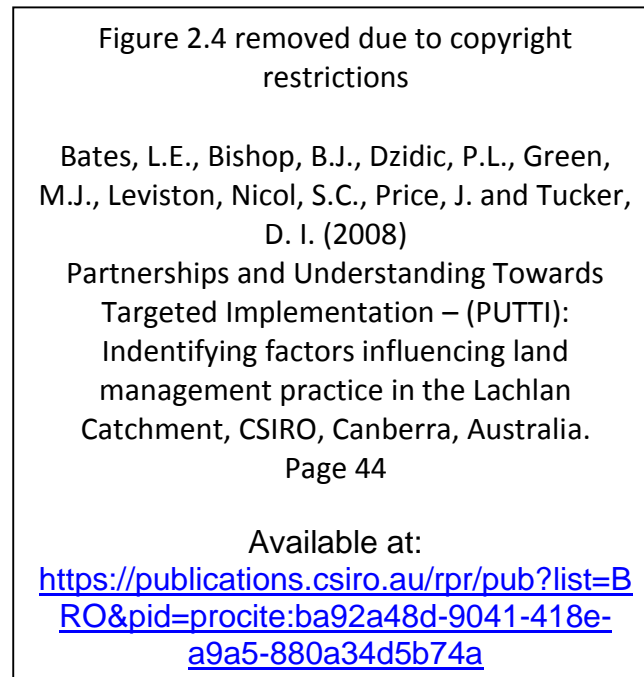 Figure 2.4 removed due to copyright
restrictions
Bates, L.E., Bishop, B.J., Dzidic, P.L., Green,
M.J., Leviston, Nicol, S.C., Price, J. and Tucker,
D. I. (2008)
Partnerships and Understanding Towards
Targeted Implementation – (PUTTI):
Indentifying factors influencing land
management practice in the Lachlan
Catchment, CSIRO, Canberra, Australia.
Page 44
Available at:
https://publications.csiro.au/rpr/pub?list=B
RO&pid=procite:ba92a48d-9041-418e-
a9a5-880a34d5b74a